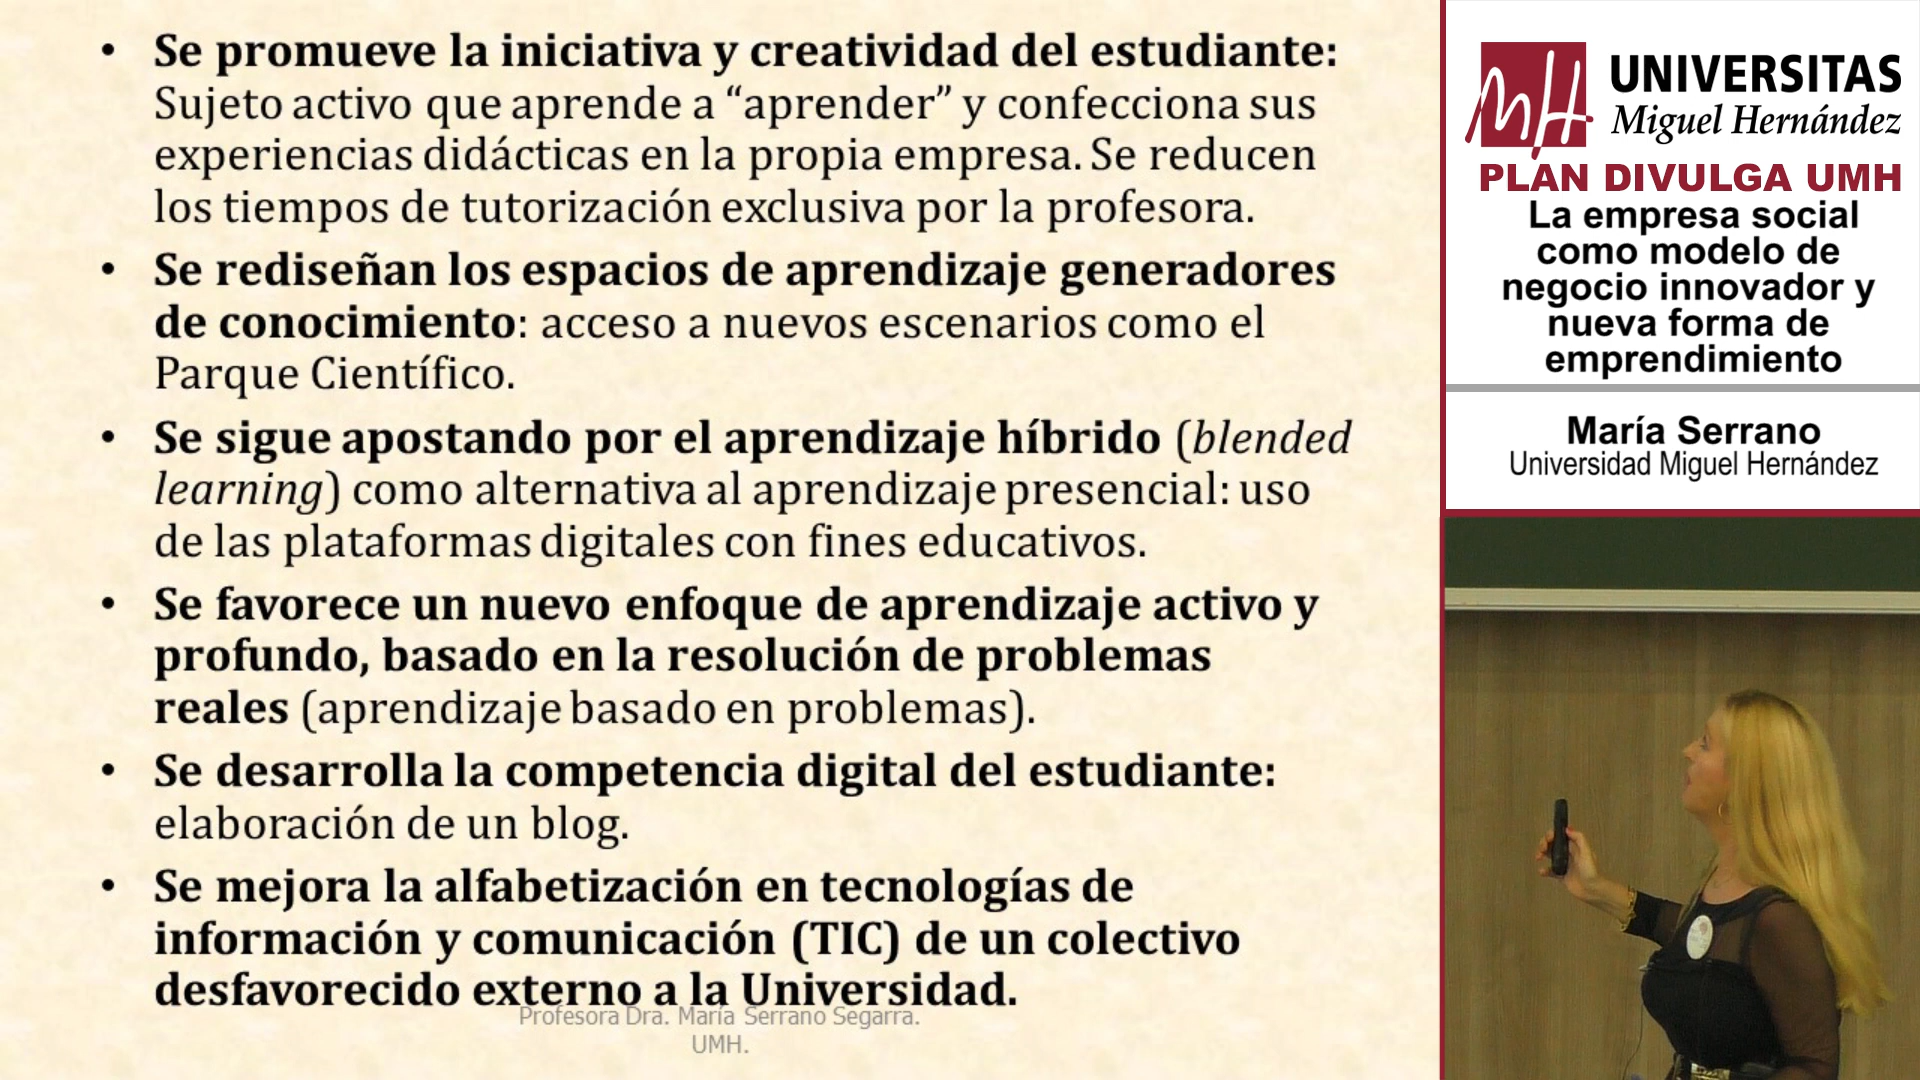 • Se promueve la iniciativa y creatividad del estudiante:
Sujeto activo que aprende a “aprender” y confecciona sus
experiencias didácticas en la propia empresa. Se reducen
los tiempos de tutorización exclusiva por la profesora.
• Se rediseñan los espacios de aprendizaje generadores
de conocimiento: acceso a nuevos escenarios como el
Parque Científico.
• Se sigue apostando por el aprendizaje híbrido (blended
learning) como alternativa al aprendizaje presencial: uso
de las plataformas digitales con fines educativos.
• Se favorece un nuevo enfoque de aprendizaje activo y
profundo, basado en la resolución de problemas
reales (aprendizaje basado en problemas).
• Se desarrolla la competencia digital del estudiante:
elaboración de un blog.
• Se mejora la alfabetización en tecnologías de
información y comunicación (TIC) de un colectivo
desfavorecido externo a la Universidad.
Profesora Dra. María Serrano Segarra.
UMH.
UNIVERSITAS
Miguel Hernández
PLAN DIVULGA UMH
La empresa social
como modelo de
negocio innovador y
nueva forma de
emprendimiento
María Serrano
Universidad Miguel Hernández